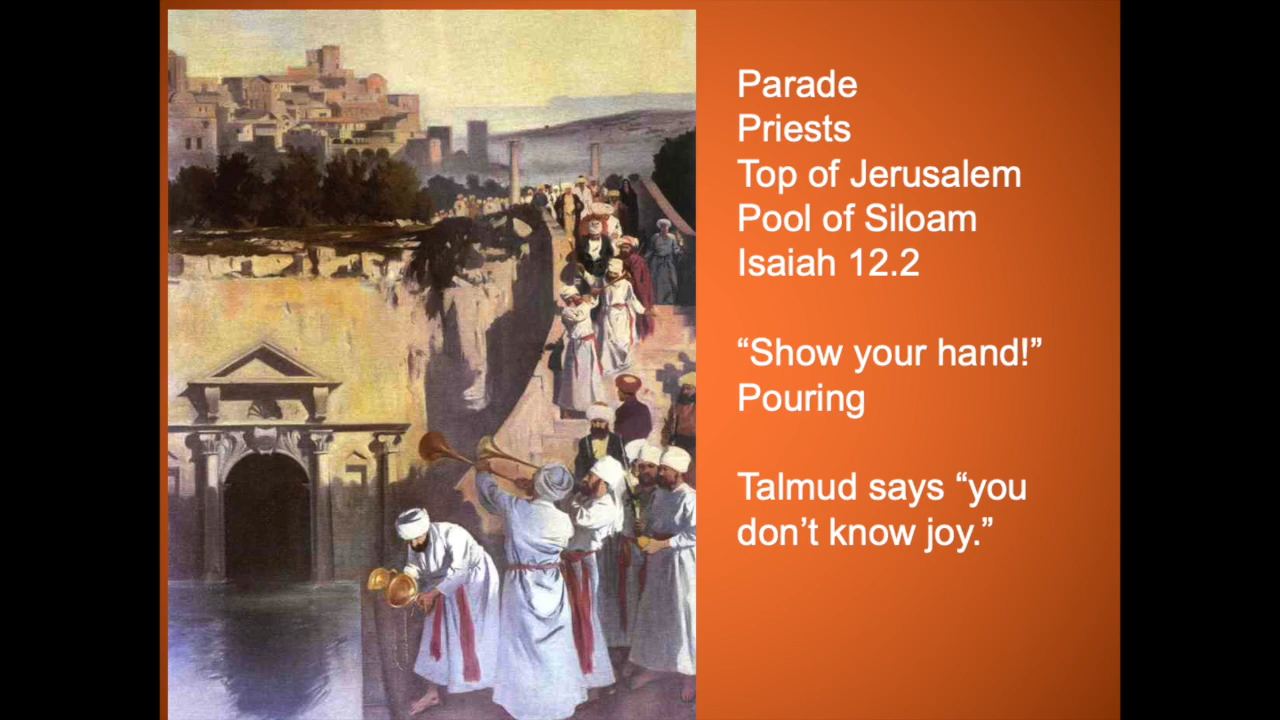 Parade
Priests
Top of Jerusalem
Pool of Siloam
Isaiah 12.2
“Show your hand!”
Pouring
Talmud says “you
don’t know joy.”